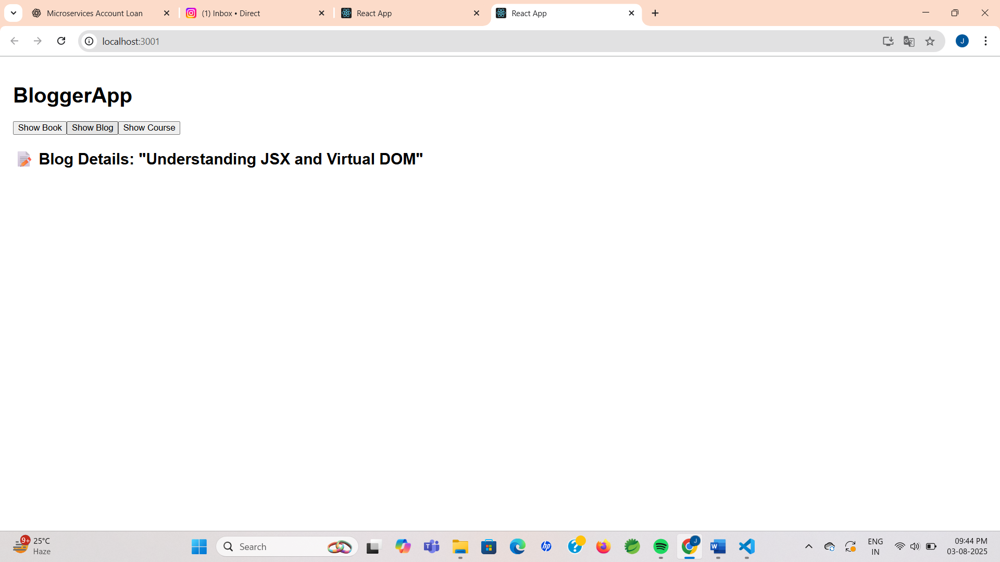 Microservices Account Loan
(1) Inbox • Direct
React App
React App
localhost:3001
J
BloggerApp
Show Book Show Blog Show Course
📝 Blog Details: "Understanding JSX and Virtual DOM"
9+
25°C
Haze
Search
hp
J
ENG
IN
09:44 PM
03-08-2025